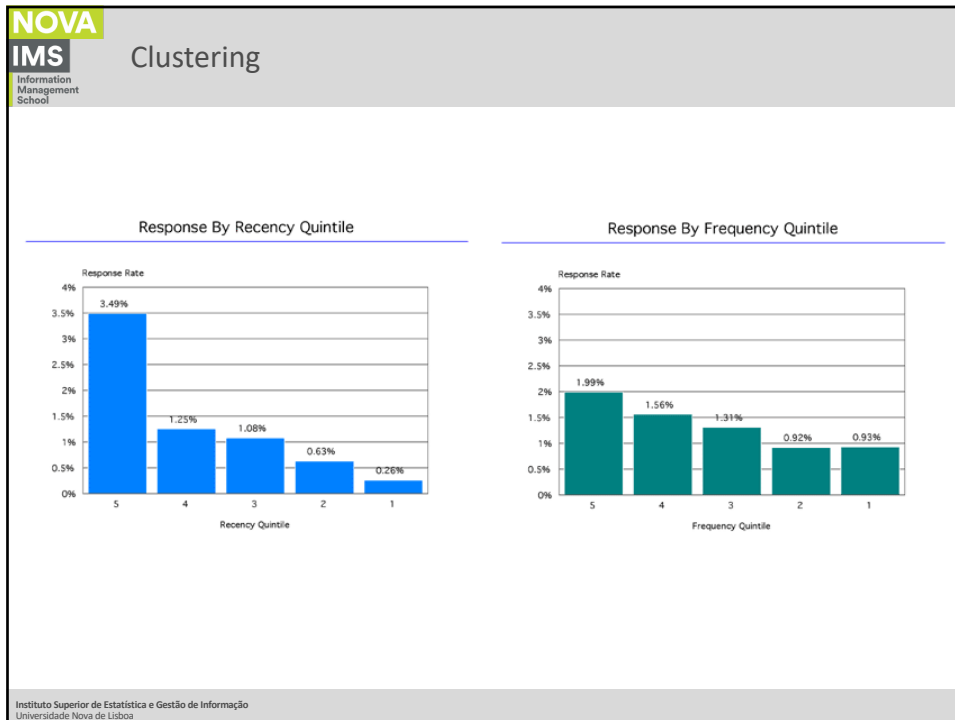 NOVA
IMS
Information
Management
School
Clustering
Response By Recency Quintile
Response Rate
4%
3.5%
3%
2.5%
2%
1.5%
1%
0.5%
0%
3.49%
1.25%
1.08%
0.63%
0.26%
5 4 3 2 1
Recency Quintile
Response By Frequency Quintile
Response Rate
4%
3.5%
3%
2.5%
2%
1.5%
1%
0.5%
0%
1.99%
1.56%
1.31%
0.92%
0.93%
5 4 3 2 1
Frequency Quintile
Instituto Superior de Estatística e Gestão de Informação
Universidade Nova de Lisboa